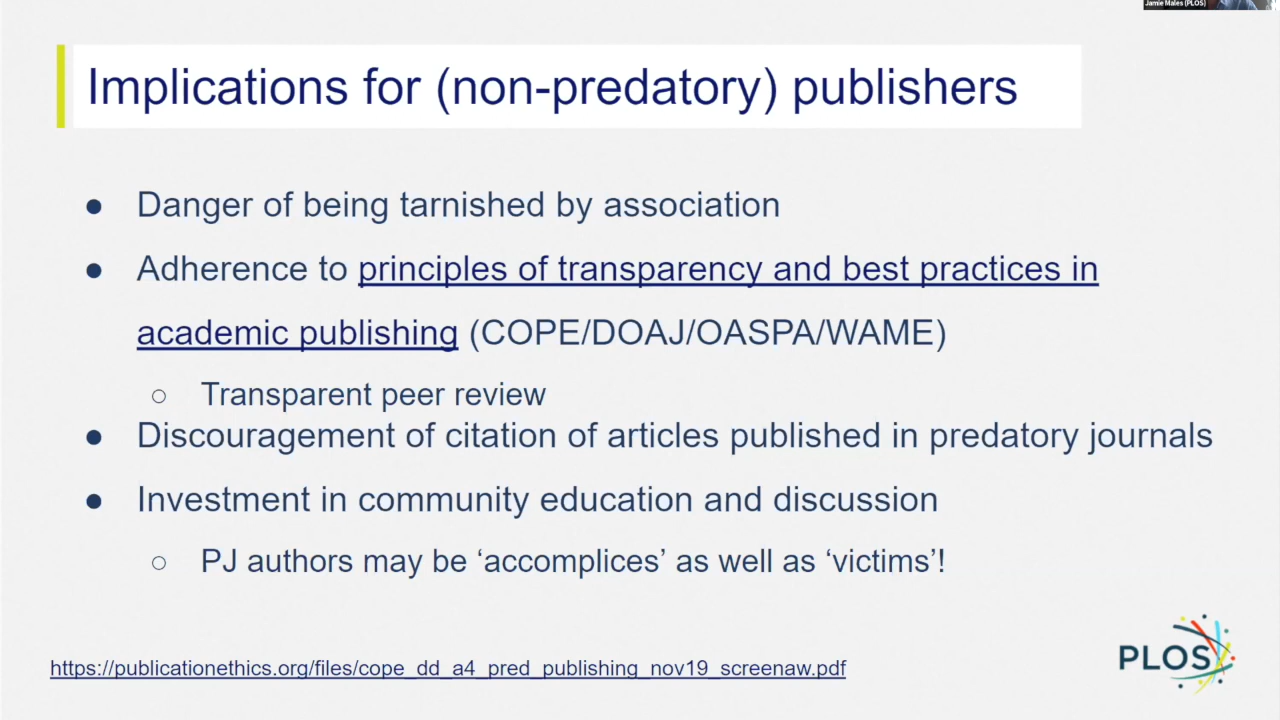 Jamie Males (PLOS)
Implications for (non-predatory) publishers
● Danger of being tarnished by association
● Adherence to principles of transparency and best practices in
academic publishing (COPE/DOAJ/OASPA/WAME)
○ Transparent peer review
● Discouragement of citation of articles published in predatory journals
● Investment in community education and discussion
○ PJ authors may be ‘accomplices’ as well as ‘victims’!
https://publicationethics.org/files/cope_dd_a4_pred_publishing_nov19_screenaw.pdf
PLOS